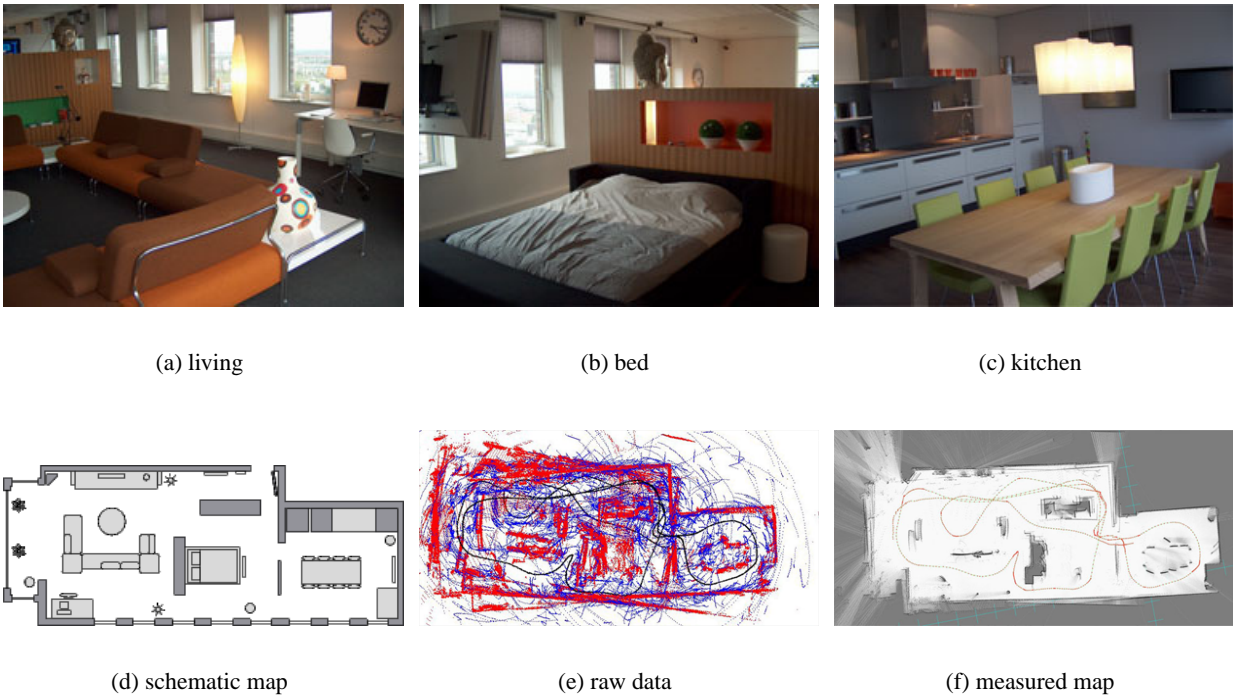 (a) living
(b) bed
(c) kitchen
(d) schematic map
(e) raw data
(f) measured map